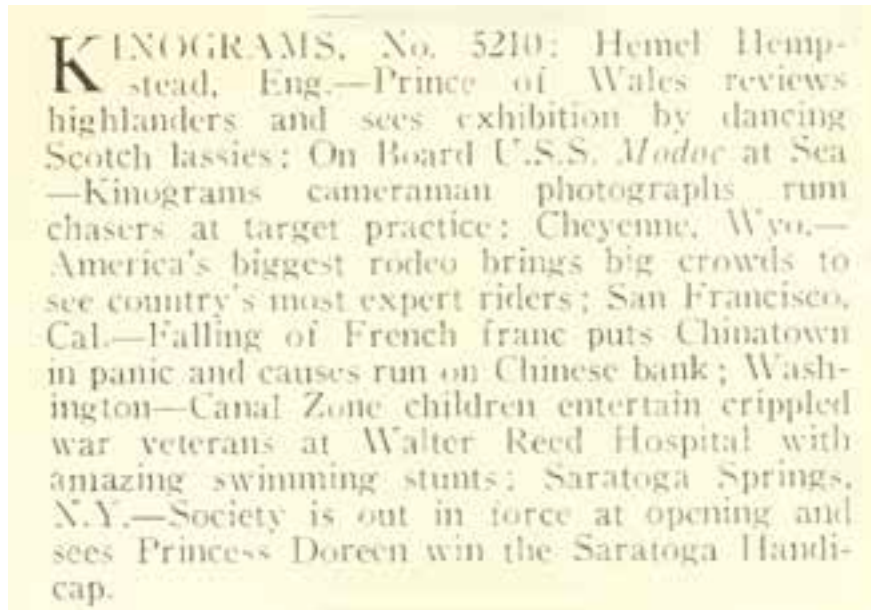 KINOGRAMS, No. 5210: Hemel Hemp-
stead, Eng.—Prince of Wales reviews
highlanders and sees exhibition by dancing
Scotch lassies; On Board U.S.S. Modoc at Sea
—Kinograms cameraman photographs rum
chasers at target practice; Cheyenne, Wyo.—
America's biggest rodeo brings big crowds to
see country's most expert riders; San Francisco,
Cal.—Falling of French franc puts Chinatown
in panic and causes run on Chinese bank; Wash-
ington—Canal Zone children entertain crippled
war veterans at Walter Reed Hospital with
amazing swimming stunts; Saratoga Springs,
N.Y.—Society is out in force at opening and
sees Princess Doreen win the Saratoga Handi-
cap.